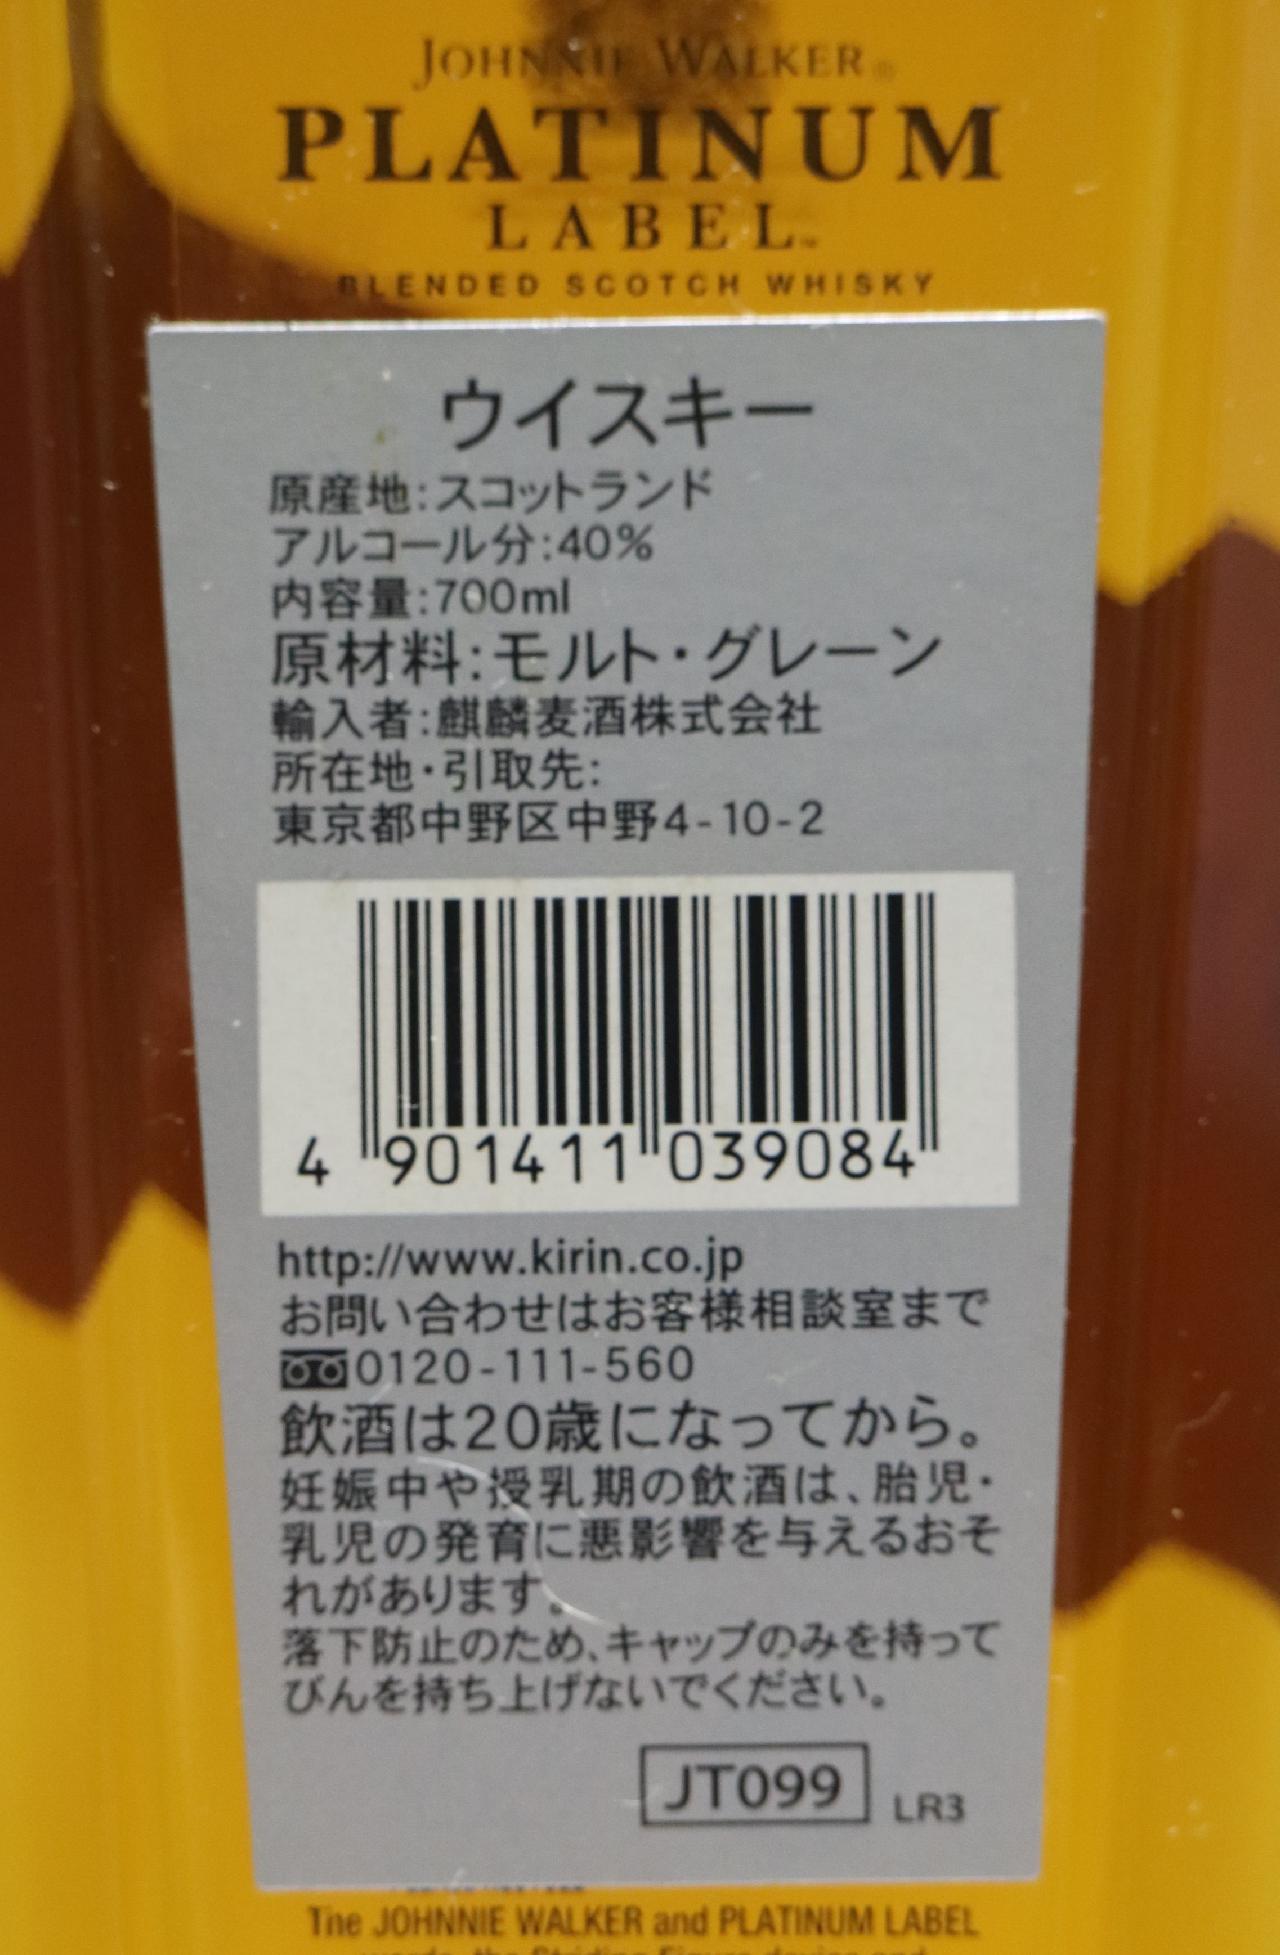 JOHNNIE WALKER®
PLATINUM
LABEL™
BLENDED SCOTCH WHISKY
ウイスキー
原産地:スコットランド
アルコール分:40%
内容量:700ml
原材料:モルト・グレーン
輸入者:麒麟麦酒株式会社
所在地・引取先:
東京都中野区中野4-10-2
4 901411 039084
http://www.kirin.co.jp
お問い合わせはお客様相談室まで
0120-111-560
飲酒は20歳になってから。
妊娠中や授乳期の飲酒は、胎児・
乳児の発育に悪影響を与えるおそ
れがあります。
落下防止のため、キャップのみを持って
びんを持ち上げないでください。
JT099 LR3
The JOHNNIE WALKER and PLATINUM LABEL
words, the Striding Figure device and